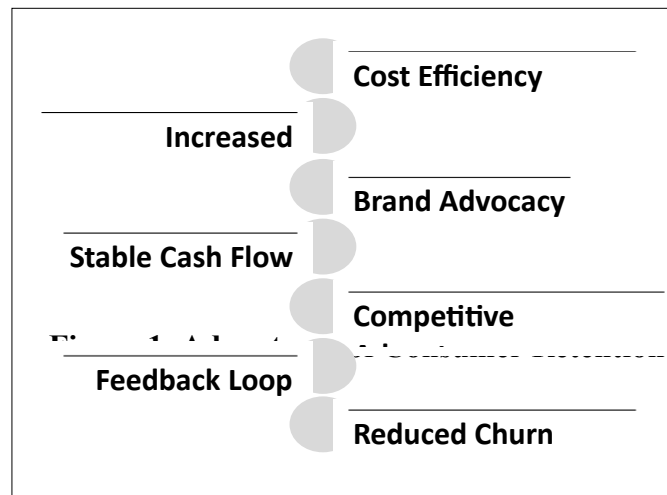 Cost Efficiency
Increased
Brand Advocacy
Stable Cash Flow
Competitive
Feedback Loop
Reduced Churn